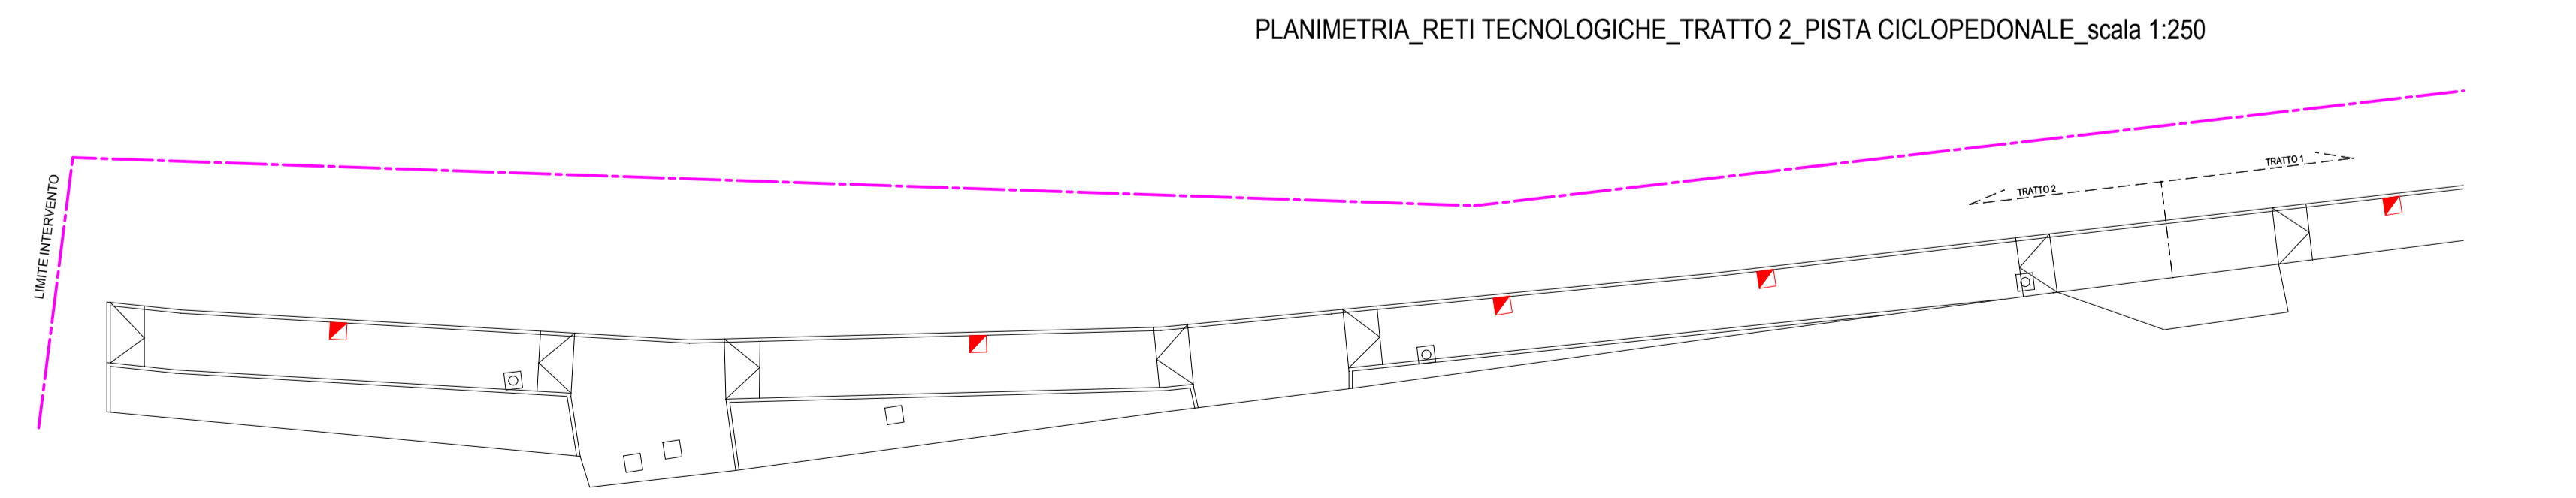 PLANIMETRIA_RETI TECNOLOGICHE_TRATTO 2_PISTA CICLOPEDONALE_scala 1:250
LIMITE INTERVENTO
TRATTO 2
TRATTO 1